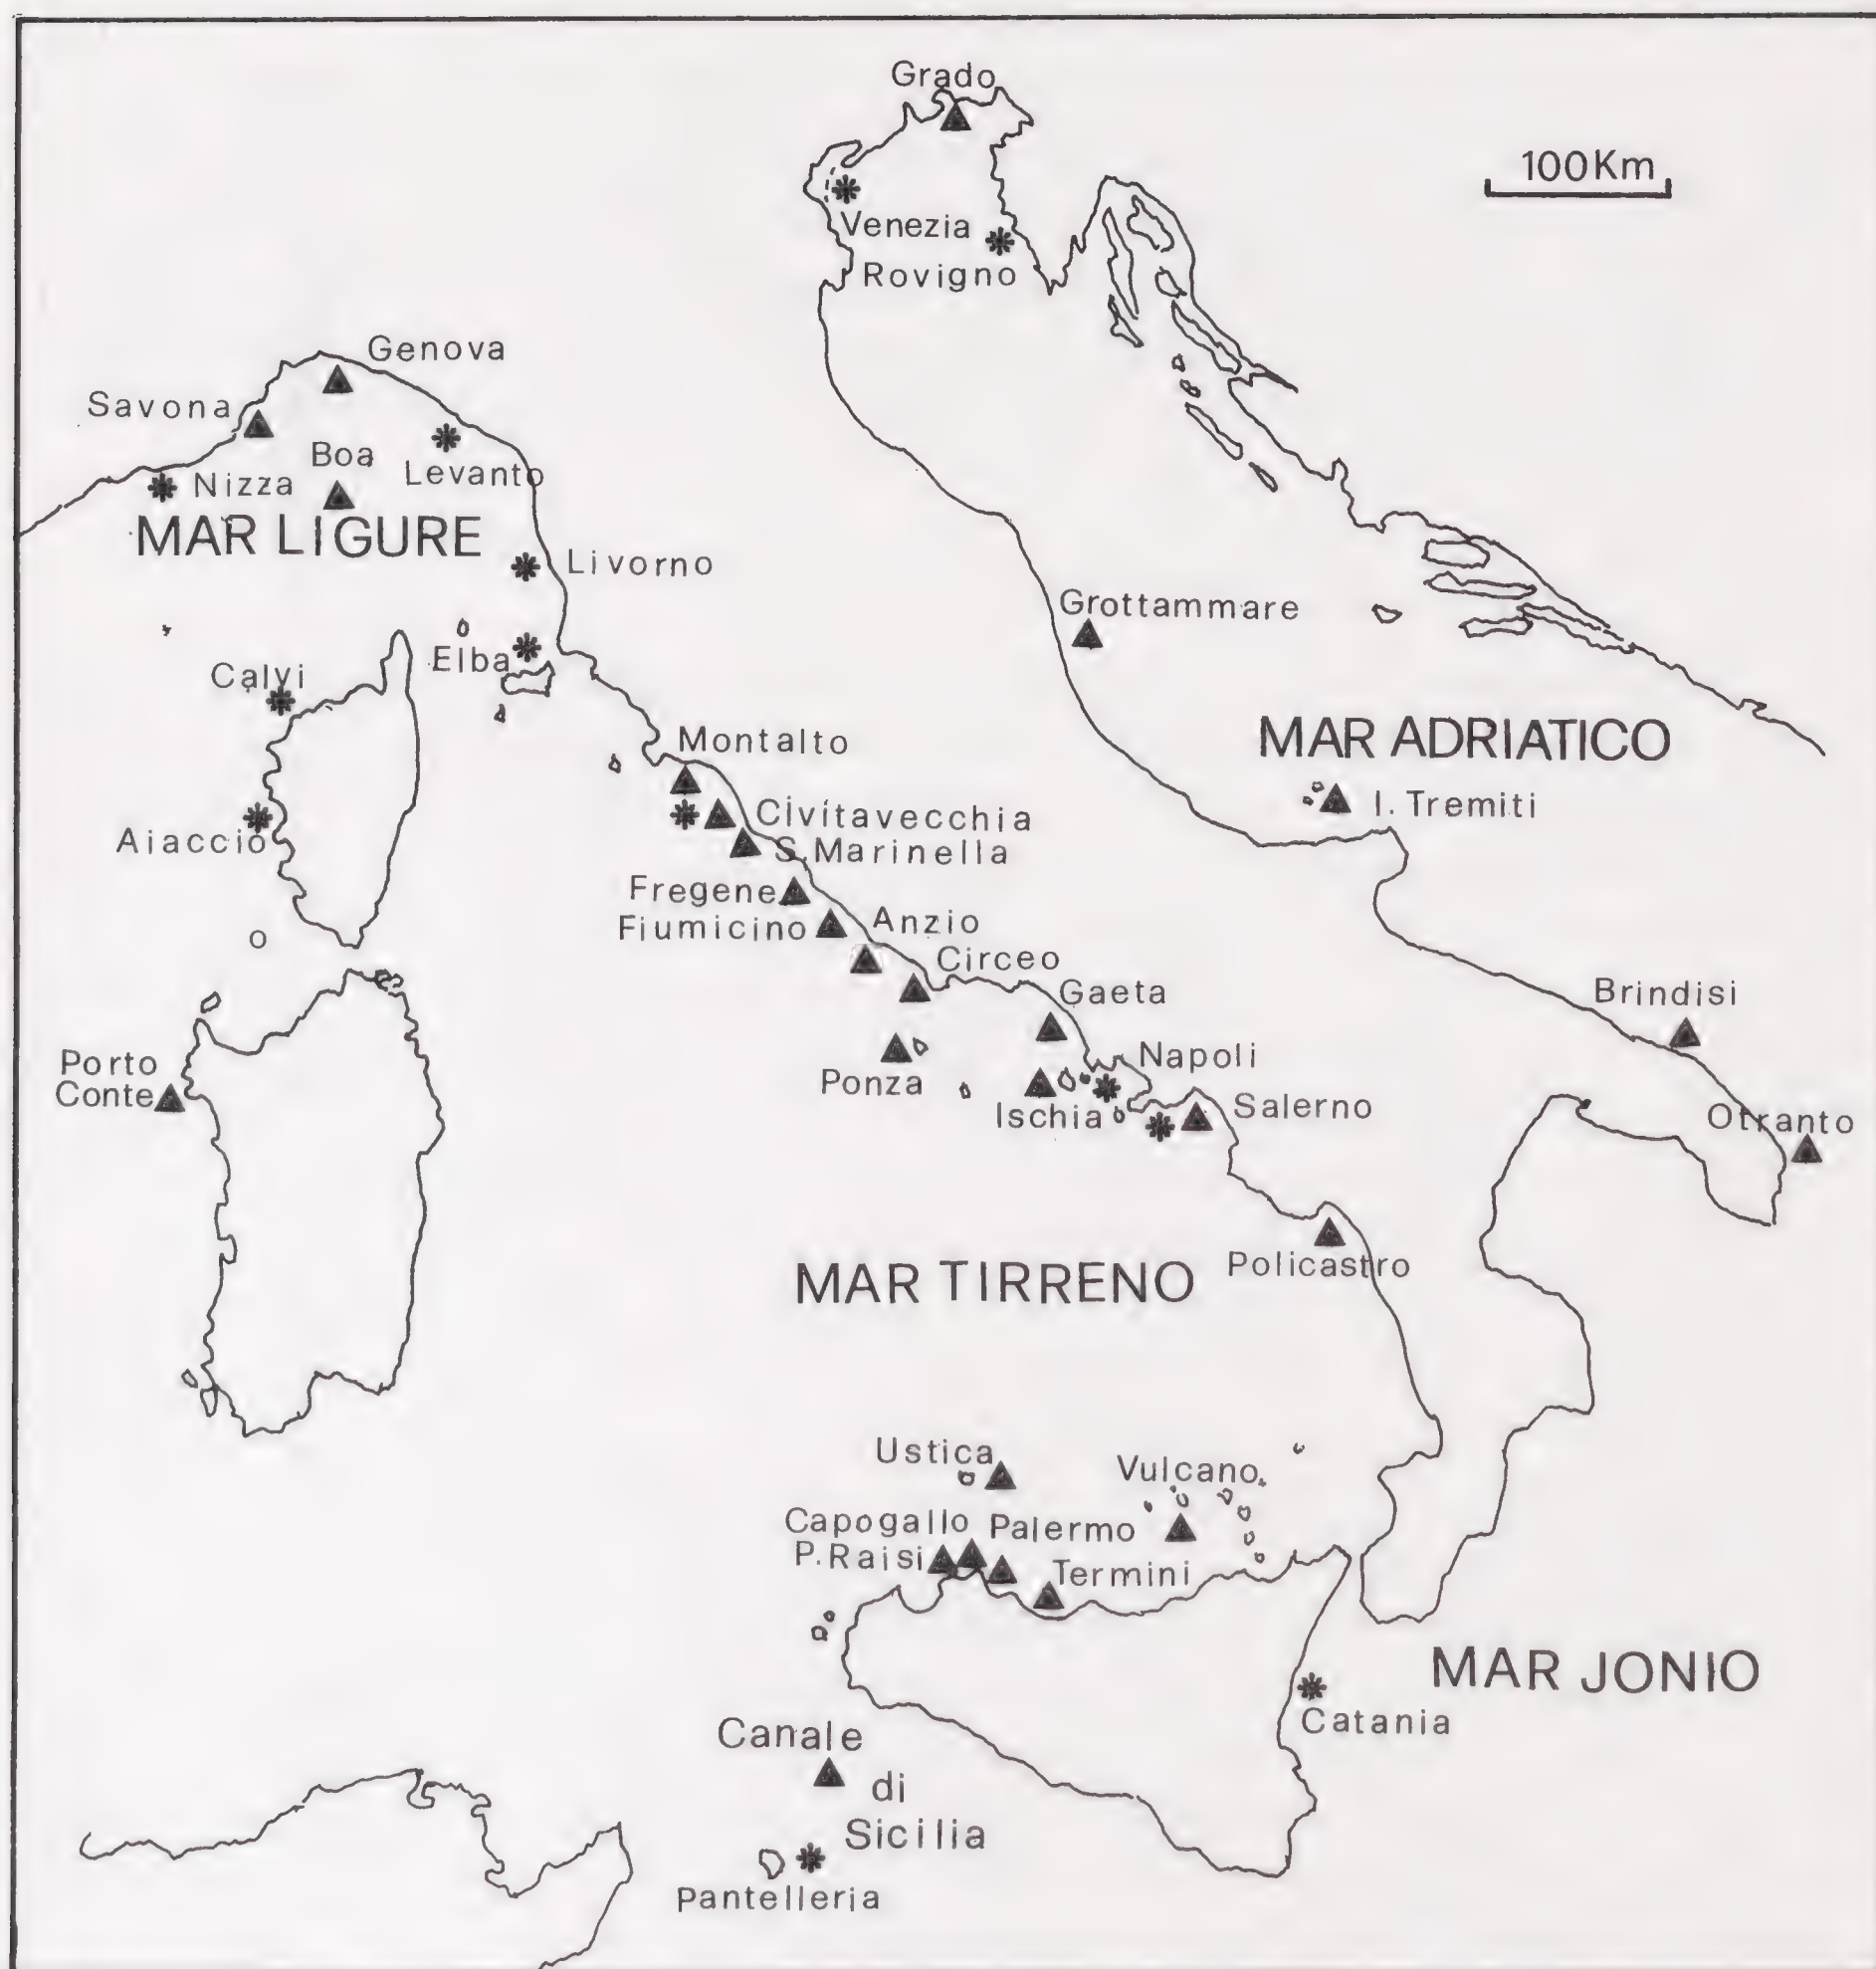 Grado
100Km
Venezia
Rovigno
Genova
Savona
Boa
Levanto
Nizza
MAR LIGURE
Livorno
Grottammare
Elba
Calvi
MAR ADRIATICO
Montalto
I. Tremiti
Civitavecchia
Aiaccio
S.Marinella
Fregene
Fiumicino
Anzio
Circeo
Gaeta
Brindisi
Napoli
Porto
Conte
Ponza
Ischia
Salerno
Otranto
Policastro
MAR TIRRENO
Ustica
Vulcano
Capogallo
Palermo
P.Raisi
Termini
MAR JONIO
Catania
Canale
di
Sicilia
Pantelleria